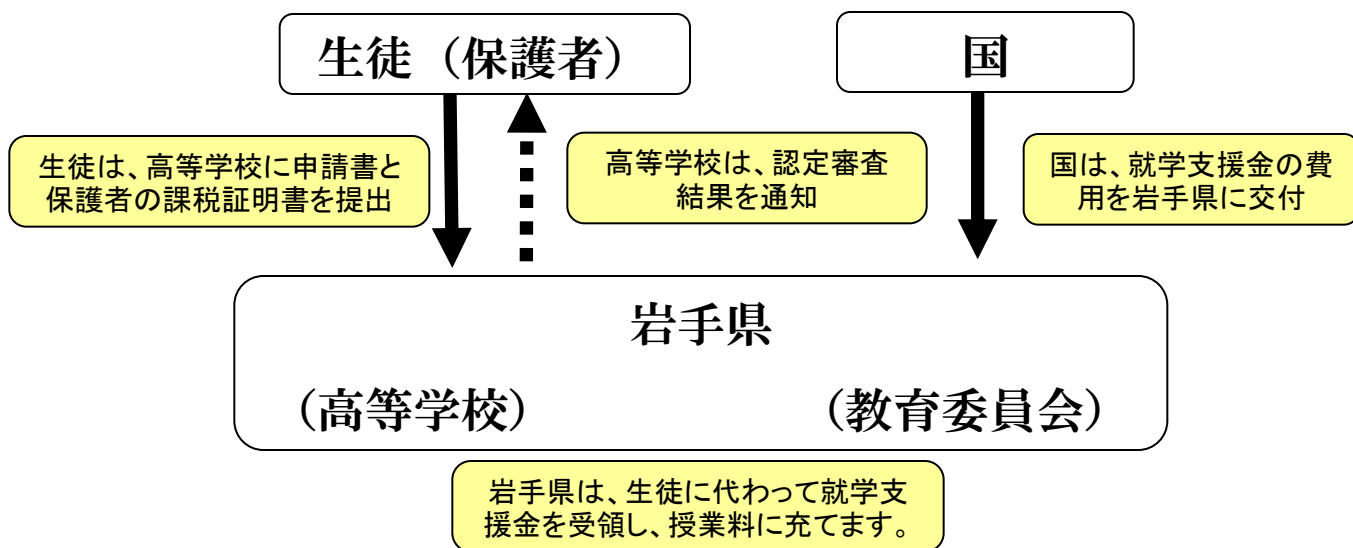 生徒（保護者）
国
生徒は、高等学校に申請書と
保護者の課税証明書を提出
高等学校は、認定審査
結果を通知
国は、就学支援金の費
用を岩手県に交付
岩手県
（高等学校）
（教育委員会）
岩手県は、生徒に代わって就学支
援金を受領し、授業料に充てます。